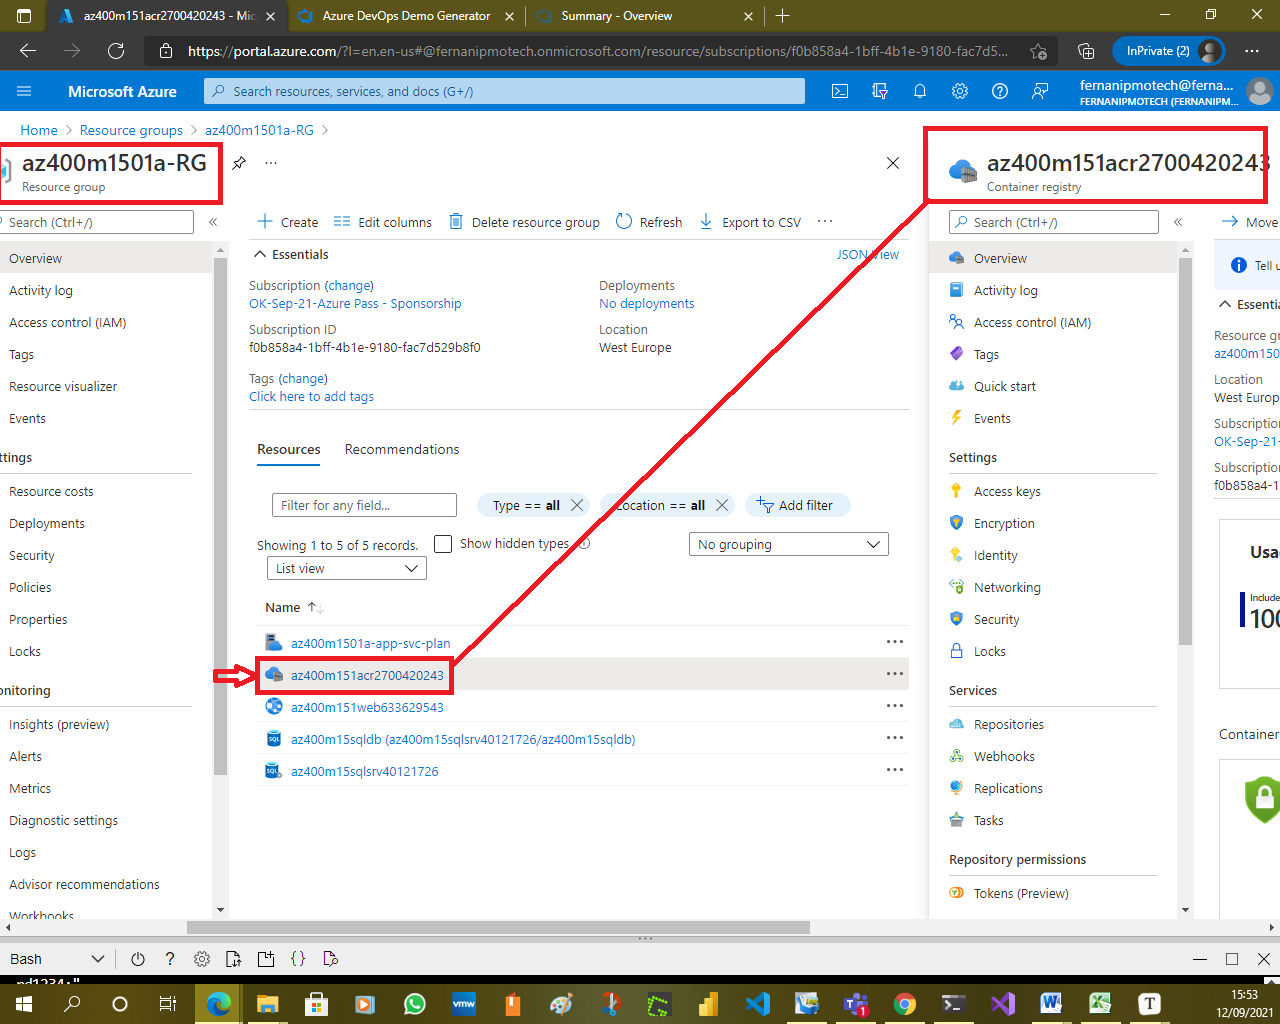 az400m151acr2700420243 - Mic
Azure DevOps Demo Generator
Summary - Overview
https://portal.azure.com/?l=en.en-us#@fernanipmotech.onmicrosoft.com/resource/subscriptions/f0b858a4-1bff-4b1e-9180-fac7d5...
InPrivate (2)
Microsoft Azure
Search resources, services, and docs (G+/)
fernanipmotech@ferna...
FERNANIPMOTECH (FERNANIPM...
Home > Resource groups > az400m1501a-RG >
az400m1501a-RG
Resource group
Search (Ctrl+/)
Overview
Activity log
Access control (IAM)
Tags
Resource visualizer
Events
ttings
Resource costs
Deployments
Security
Policies
Properties
Locks
onitoring
Insights (preview)
Alerts
Metrics
Diagnostic settings
Logs
Advisor recommendations
Workbooks
Create Edit columns Delete resource group Refresh Export to CSV
Essentials
JSON View
Subscription (change)
OK-Sep-21-Azure Pass - Sponsorship
Subscription ID
f0b858a4-1bff-4b1e-9180-fac7d529b8f0
Deployments
No deployments
Location
West Europe
Tags (change)
Click here to add tags
Resources Recommendations
Filter for any field...
Type == all
Location == all
Add filter
Showing 1 to 5 of 5 records.
Show hidden types
No grouping
List view
Name
az400m1501a-app-svc-plan
az400m151acr2700420243
az400m151web633629543
az400m15sqldb (az400m15sqlsrv40121726/az400m15sqldb)
az400m15sqlsrv40121726
az400m151acr2700420243
Container registry
Search (Ctrl+/)
Overview
Activity log
Access control (IAM)
Tags
Quick start
Events
Settings
Access keys
Encryption
Identity
Networking
Security
Locks
Services
Repositories
Webhooks
Replications
Tasks
Repository permissions
Tokens (Preview)
Move
Tell u
Essentia
Resource gr
az400m150
Location
West Europ
Subscription
OK-Sep-21-
Subscription
f0b858a4-1
Usa
Include
100
Container
Bash
rd1234;"
15:53
12/09/2021